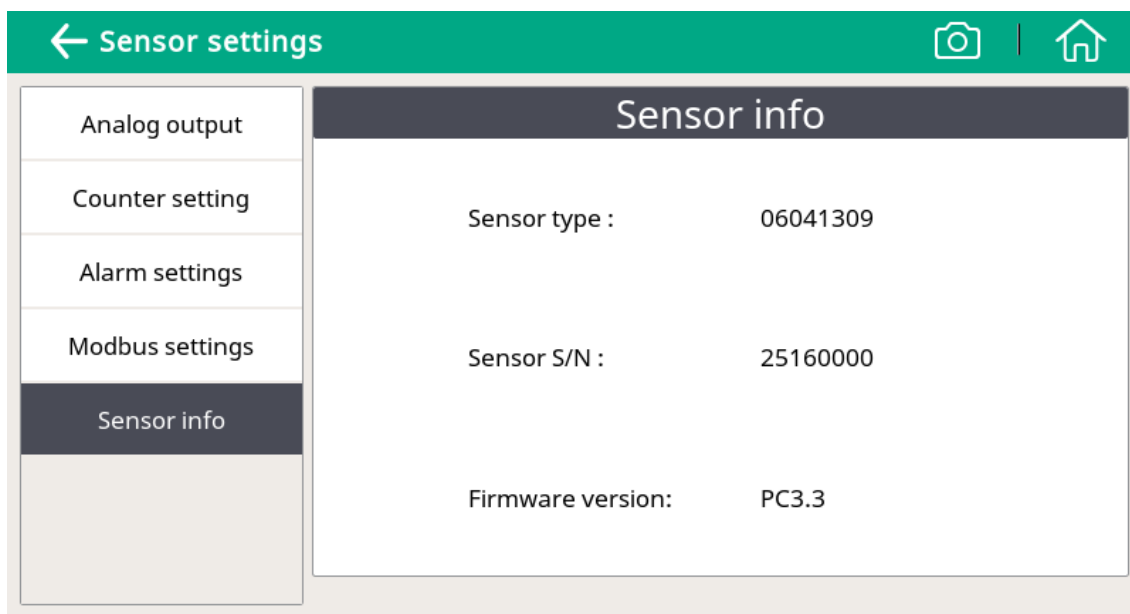 Sensor settings
Analog output
Counter setting
Alarm settings
Modbus settings
Sensor info
Sensor info
Sensor type : 06041309
Sensor S/N : 25160000
Firmware version: PC3.3